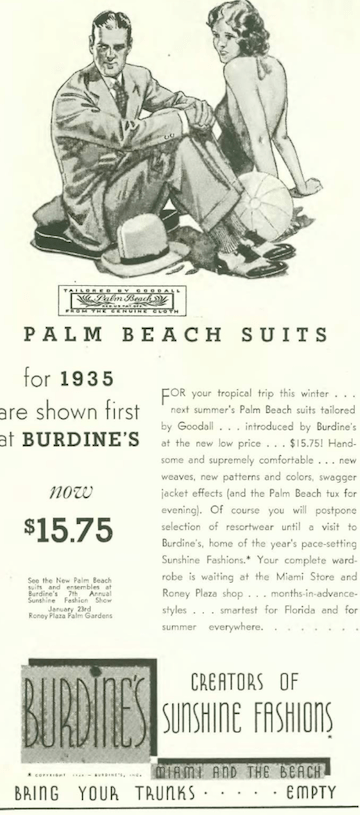 TAILORED BY GOODALL
Palm Beach
REG. U.S. PAT. OFF.
FROM THE GENUINE CLOTH
PALM BEACH SUITS
for 1935
are shown first
at BURDINE'S
now
$15.75
See the New Palm Beach
suits and ensembles at
Burdine's 7th Annual
Sunshine Fashion Show
January 23rd
Roney Plaza Palm Gardens
FOR your tropical trip this winter . . .
next summer's Palm Beach suits tailored
by Goodall . . . introduced by Burdine's
at the new low price . . . $15.75! Hand-
some and supremely comfortable . . . new
weaves, new patterns and colors, swagger
jacket effects (and the Palm Beach tux for
evening). Of course you will postpone
selection of resortwear until a visit to
Burdine's, home of the year's pace-setting
Sunshine Fashions.* Your complete ward-
robe is waiting at the Miami Store and
Roney Plaza shop . . . months-in-advance-
styles . . . smartest for Florida and for
summer everywhere. . . . . . . .
BURDINE'S
CREATORS OF
SUNSHINE FASHIONS*
* COPYRIGHT BURDINE'S, INC.
MIAMI AND THE BEACH
BRING YOUR TRUNKS · · · · · EMPTY